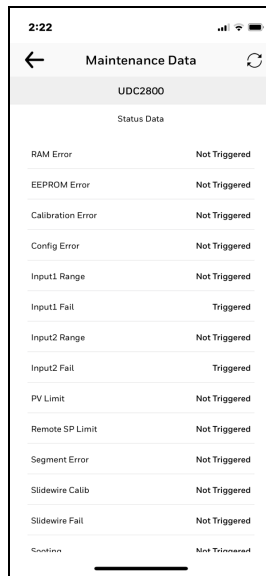 2:22
Maintenance Data
UDC2800
Status Data
RAM Error Not Triggered
EEPROM Error Not Triggered
Calibration Error Not Triggered
Config Error Not Triggered
Input1 Range Not Triggered
Input1 Fail Triggered
Input2 Range Not Triggered
Input2 Fail Triggered
PV Limit Not Triggered
Remote SP Limit Not Triggered
Segment Error Not Triggered
Slidewire Calib Not Triggered
Slidewire Fail Not Triggered
Sooting Not Triggered